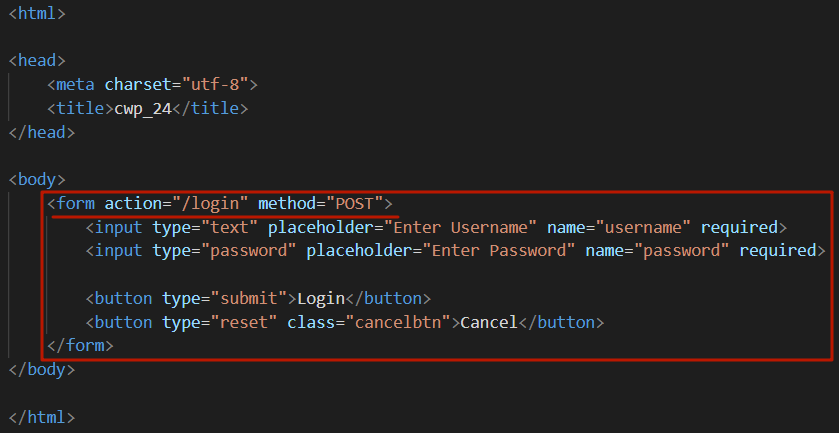 <html>
<head>
<meta charset="utf-8">
<title>cwp_24</title>
</head>
<body>
<form action="/login" method="POST">
<input type="text" placeholder="Enter Username" name="username" required>
<input type="password" placeholder="Enter Password" name="password" required>
<button type="submit">Login</button>
<button type="reset" class="cancelbtn">Cancel</button>
</form>
</body>
</html>